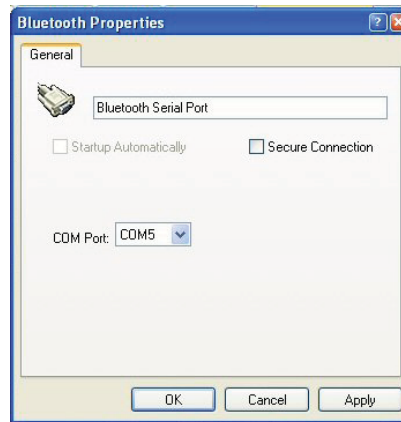 Bluetooth Properties
General
Bluetooth Serial Port
Startup Automatically
Secure Connection
COM Port: COM5
OK
Cancel
Apply